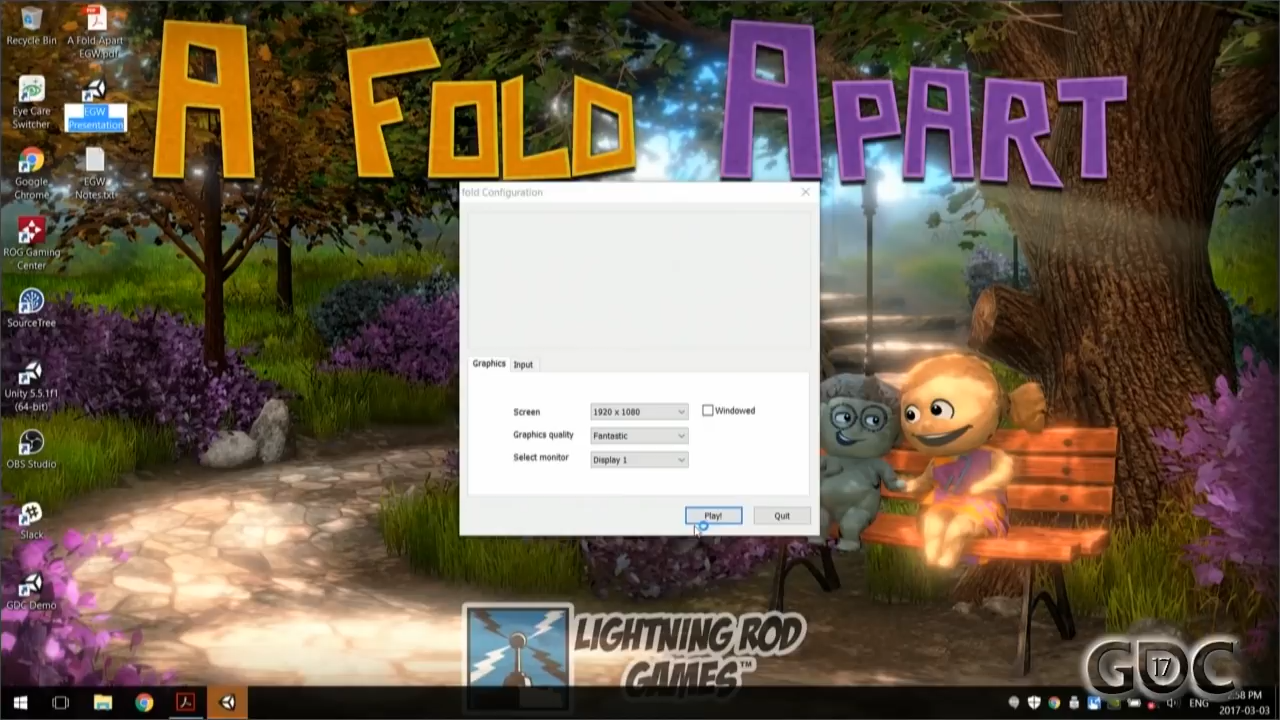 A FOLD APART
Recycle Bin
A Fold Apart
EGW.pdf
Eye Care
Switcher
EGW
Presentation
Google
Chrome
EGW
Notes.txt
ROG Gaming
Center
SourceTree
Unity 5.5.1f1
(64-bit)
OBS Studio
Slack
GDC Demo
fold Configuration
Graphics
Input
Screen
1920 x 1080
Windowed
Graphics quality
Fantastic
Select monitor
Display 1
Play!
Quit
LIGHTNING ROD
GAMES™
GDC
17
ENG
:58 PM
2017-03-03